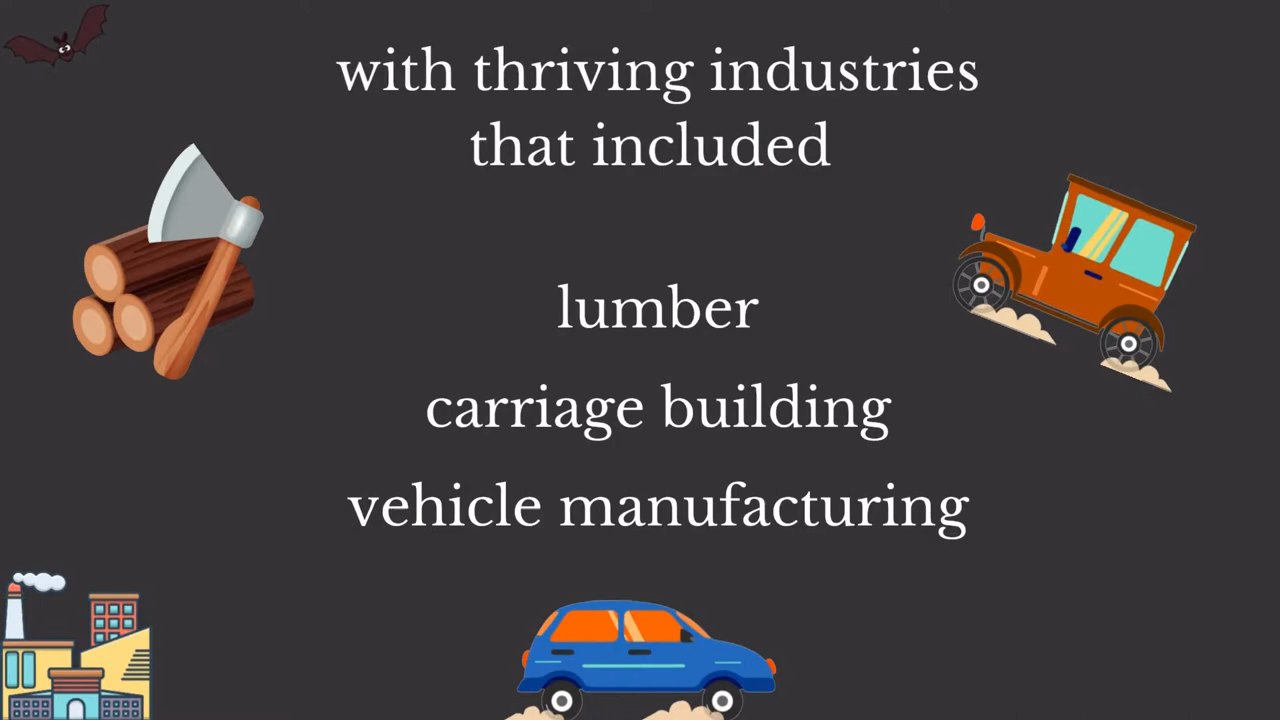 with thriving industries
that included
lumber
carriage building
vehicle manufacturing